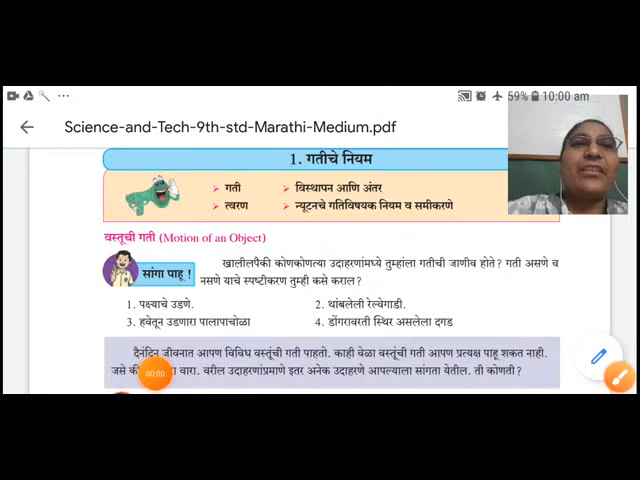 59% 10:00 am
Science-and-Tech-9th-std-Marathi-Medium.pdf
1. गतीचे नियम
गती
विस्थापन आणि अंतर
त्वरण
न्यूटनचे गतिविषयक नियम व समीकरणे
वस्तूची गती (Motion of an Object)
सांगा पाहू !
खालीलपैकी कोणकोणत्या उदाहरणांमध्ये तुम्हांला गतीची जाणीव होते? गती असणे व
नसणे याचे स्पष्टीकरण तुम्ही कसे कराल?
1. पक्ष्याचे उडणे.
2. थांबलेली रेल्वेगाडी.
3. हवेतून उडणारा पालापाचोळा
4. डोंगरावरती स्थिर असलेला दगड
दैनंदिन जीवनात आपण विविध वस्तूंची गती पाहतो. काही वेळा वस्तूंची गती आपण प्रत्यक्ष पाहू शकत नाही.
जसे वारा. वरील उदाहरणांप्रमाणे इतर अनेक उदाहरणे आपल्याला सांगता येतील. ती कोणती ?
00:00